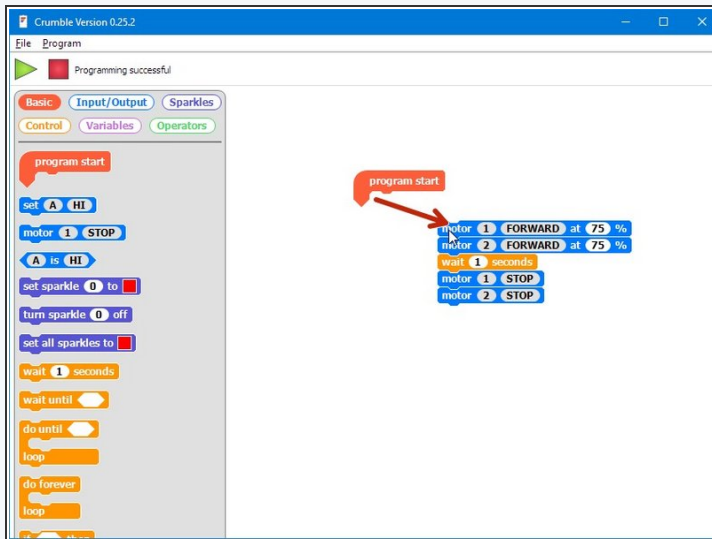 Crumble Version 0.25.2
File Program
Programming successful
Basic Input/Output Sparkles
Control Variables Operators
program start
set A HI
motor 1 STOP
A is HI
set sparkle 0 to
turn sparkle 0 off
set all sparkles to
wait 1 seconds
wait until
do until
loop
do forever
loop
if then
program start
motor 1 FORWARD at 75 %
motor 2 FORWARD at 75 %
wait 1 seconds
motor 1 STOP
motor 2 STOP